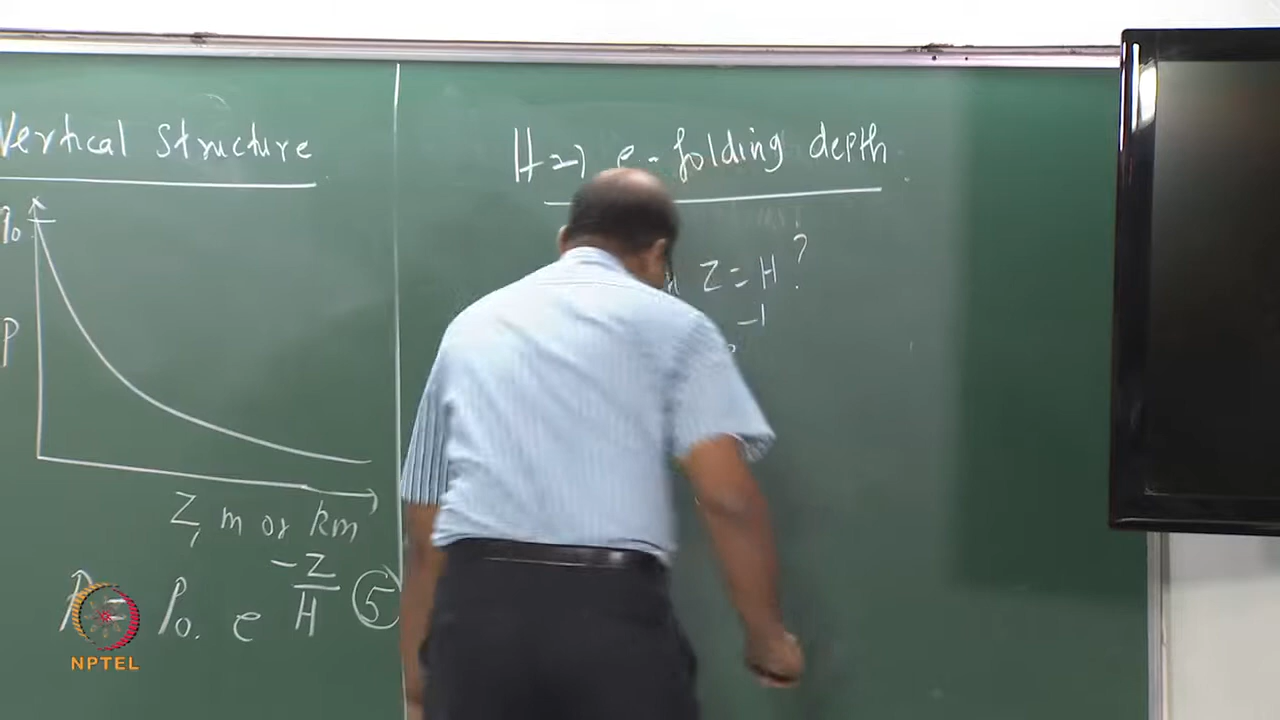 Vertical Structure
P0
P
Z, m or km
P = P0. e -Z/H (5)
H => e-folding depth
Z = H?
-1
NPTEL